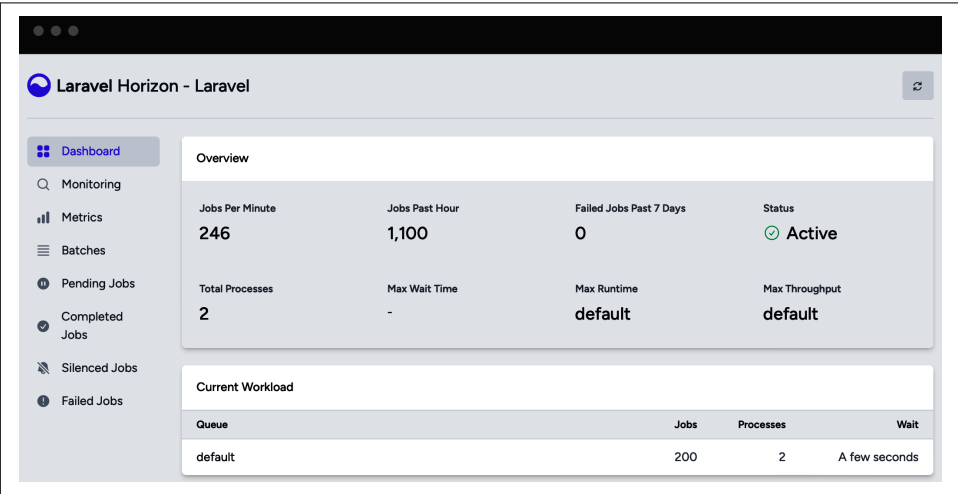 Laravel Horizon - Laravel
Dashboard
Monitoring
Metrics
Batches
Pending Jobs
Completed
Jobs
Silenced Jobs
Failed Jobs
Overview
Jobs Per Minute
246
Jobs Past Hour
1,100
Failed Jobs Past 7 Days
0
Status
Active
Total Processes
2
Max Wait Time
-
Max Runtime
default
Max Throughput
default
Current Workload
Queue Jobs Processes Wait
default 200 2 A few seconds